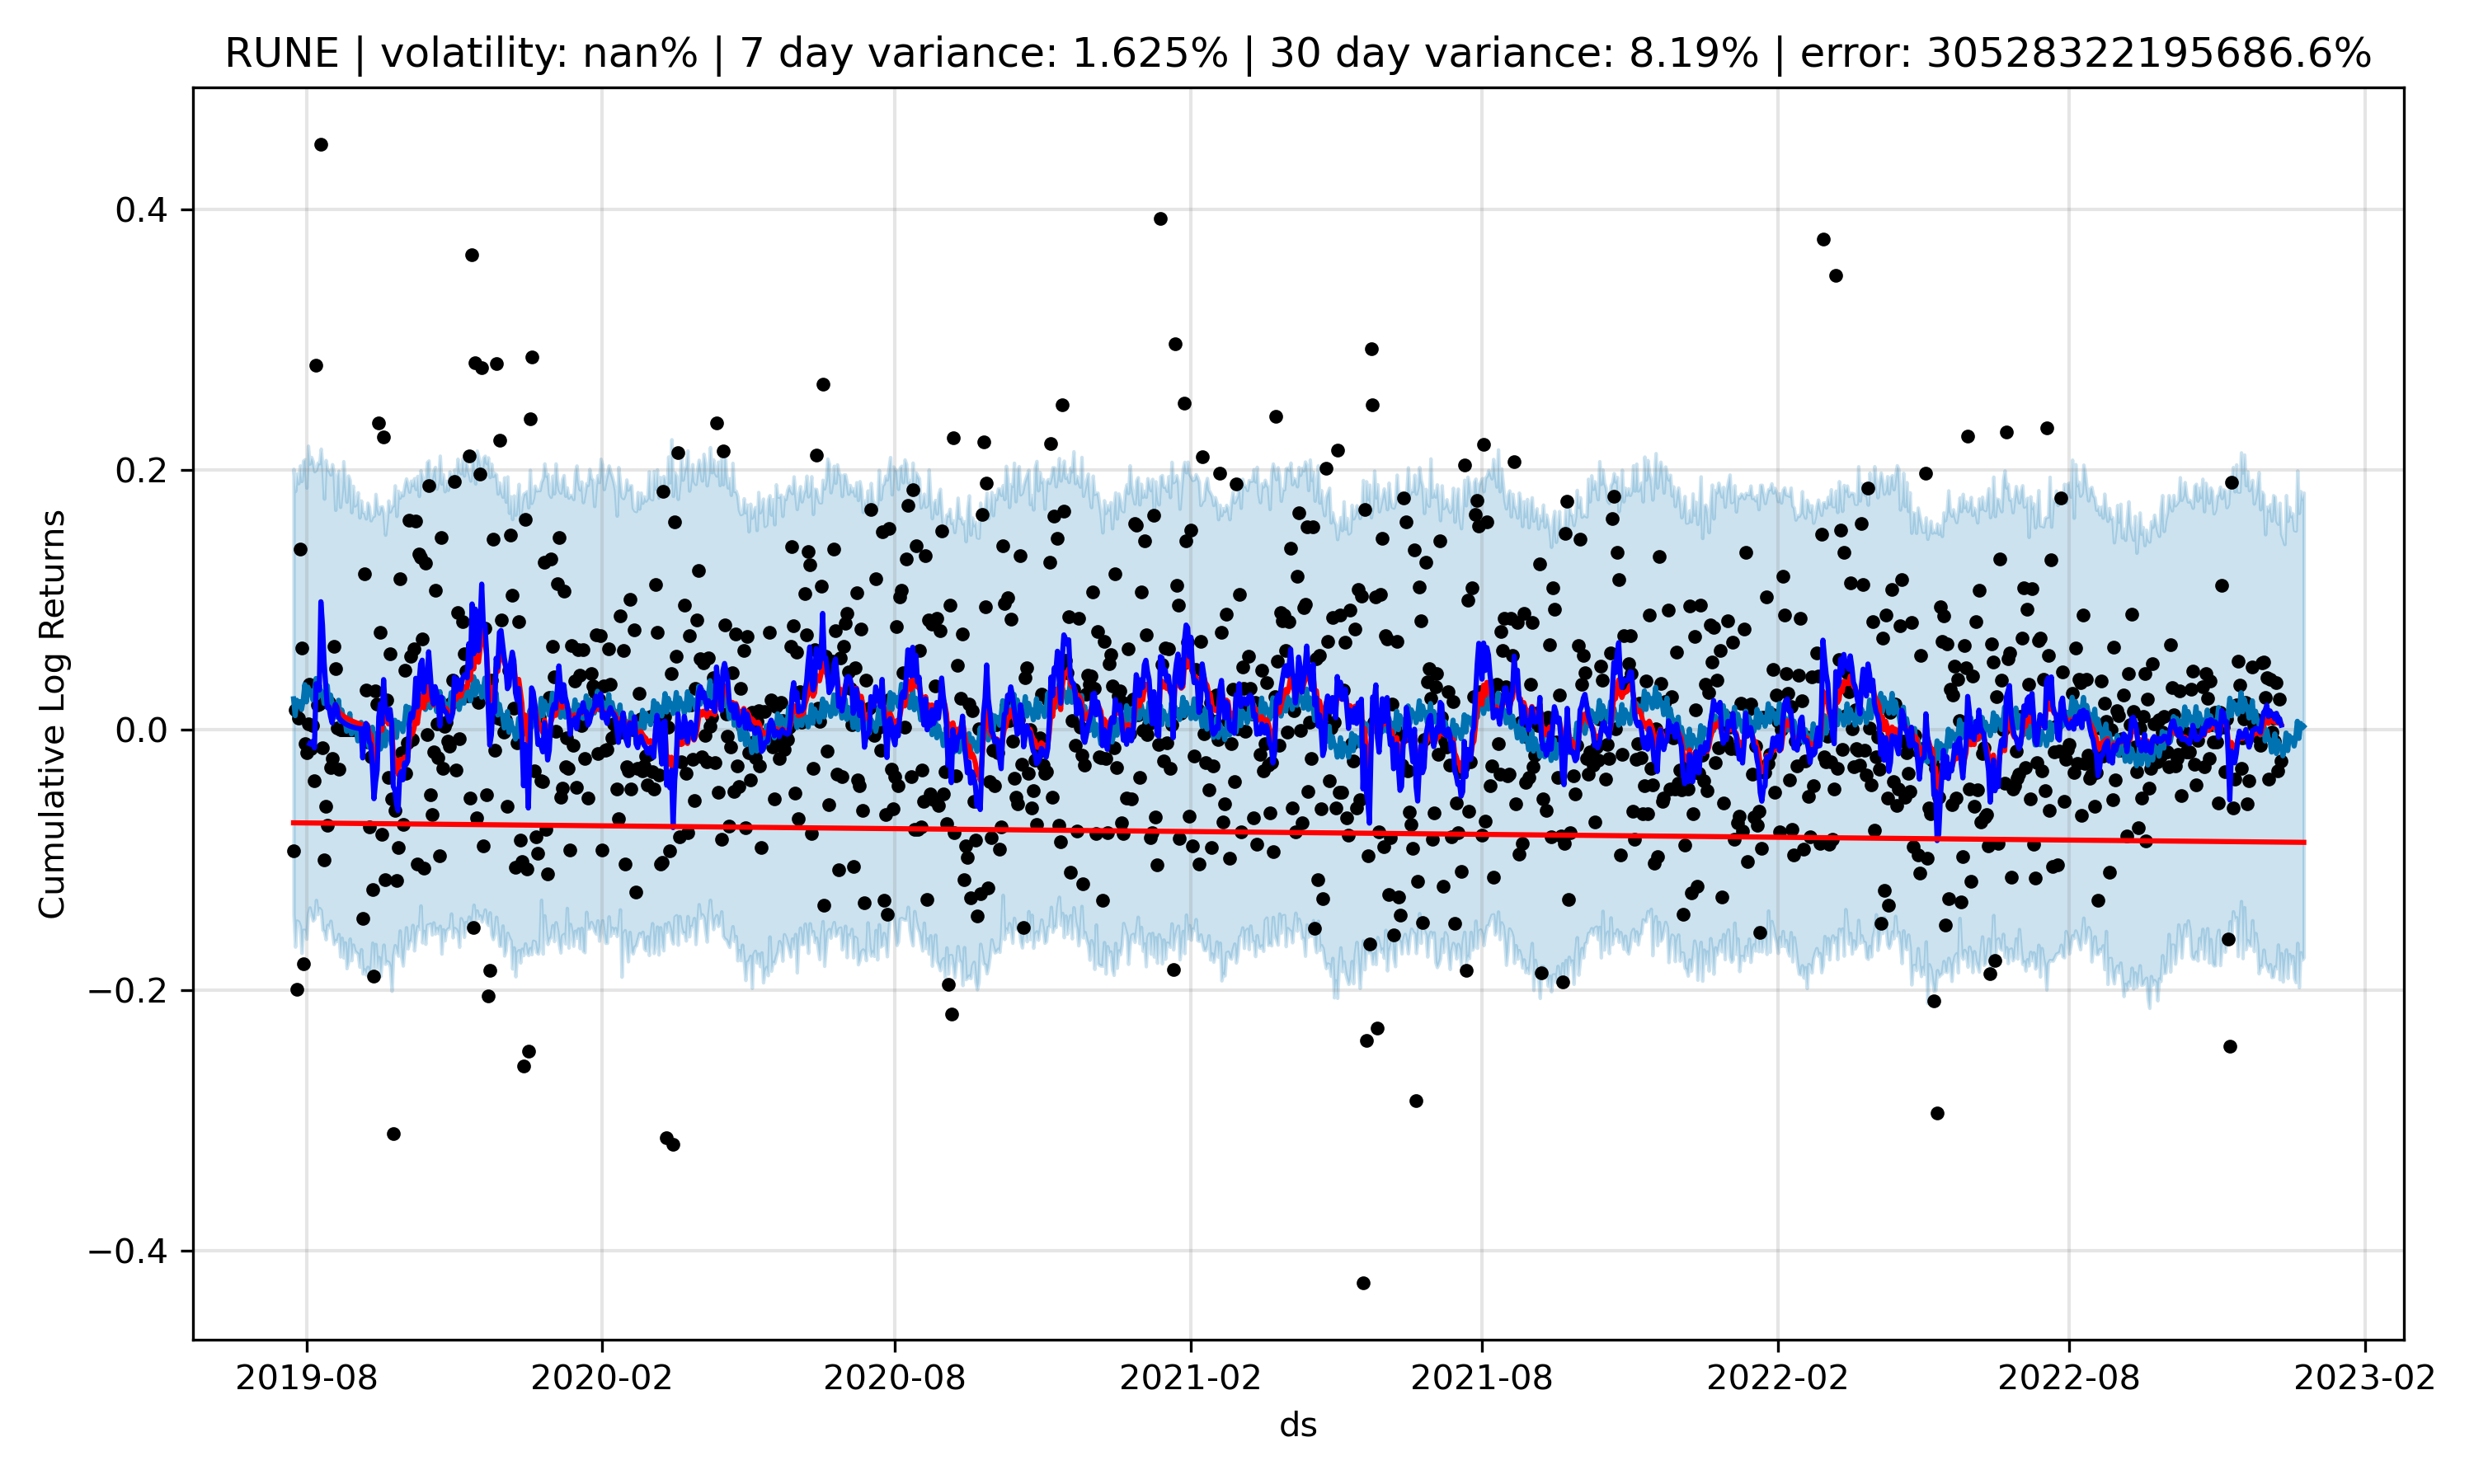 RUNE | volatility: nan% | 7 day variance: 1.625% | 30 day variance: 8.19% | error: 30528322195686.6%
Cumulative Log Returns
0.4
0.2
0.0
−0.2
−0.4
2019-08 2020-02 2020-08 2021-02 2021-08 2022-02 2022-08 2023-02
ds